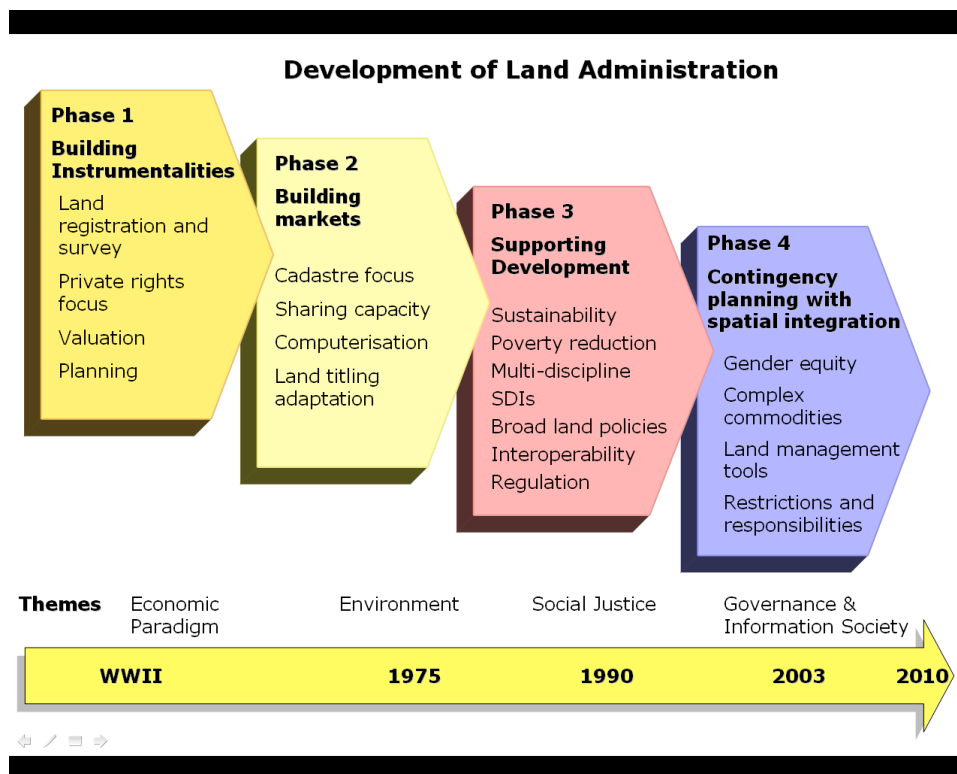 Development of Land Administration
Phase 1
Building
Instrumentalities
Land
registration and
survey
Private rights
focus
Valuation
Planning
Phase 2
Building
markets
Cadastre focus
Sharing capacity
Computerisation
Land titling
adaptation
Phase 3
Supporting
Development
Sustainability
Poverty reduction
Multi-discipline
SDIs
Broad land policies
Interoperability
Regulation
Phase 4
Contingency
planning with
spatial integration
Gender equity
Complex
commodities
Land management
tools
Restrictions and
responsibilities
Themes
Economic
Paradigm
Environment
Social Justice
Governance &
Information Society
WWII
1975
1990
2003
2010